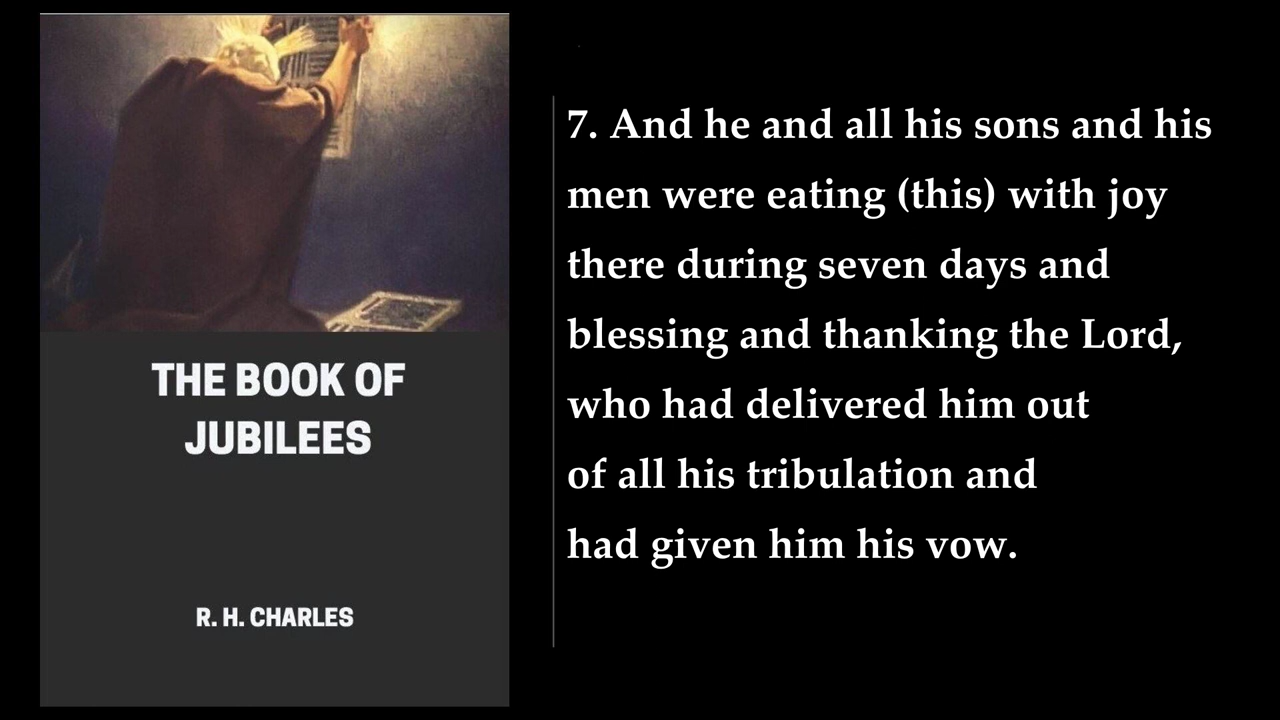 THE BOOK OF
JUBILEES
R. H. CHARLES
7. And he and all his sons and his
men were eating (this) with joy
there during seven days and
blessing and thanking the Lord,
who had delivered him out
of all his tribulation and
had given him his vow.